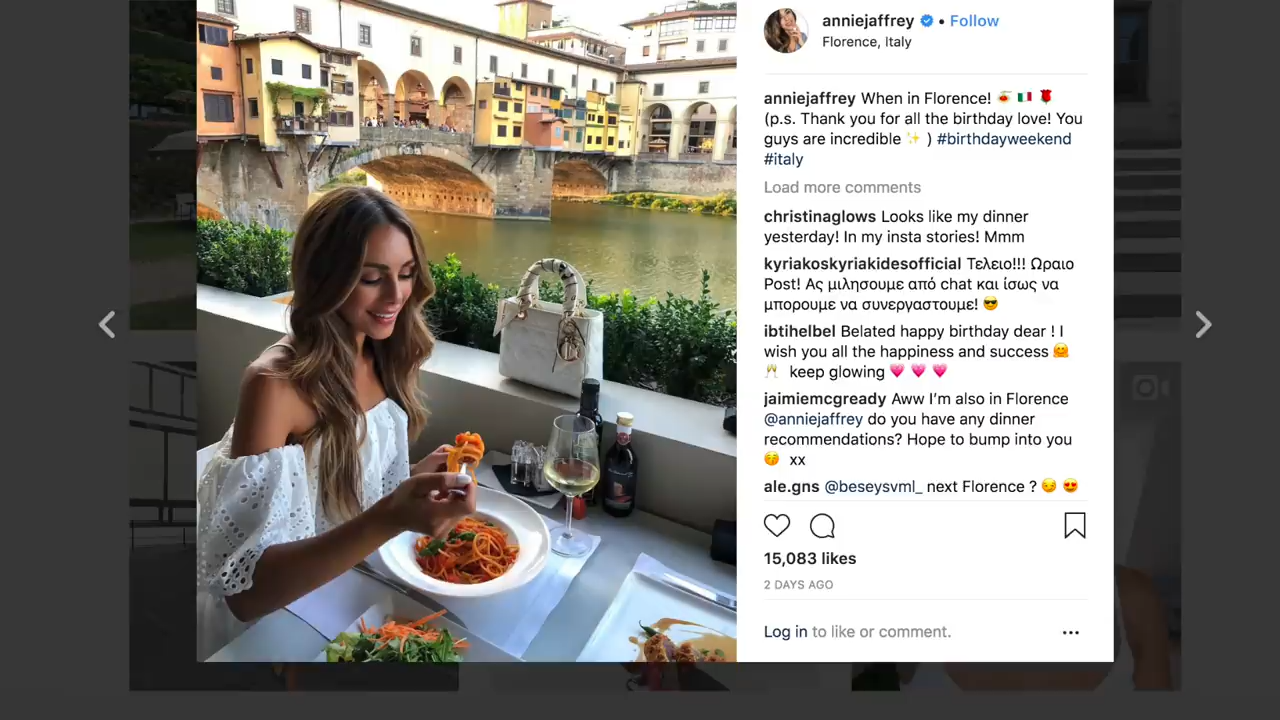 anniejaffrey • Follow
Florence, Italy
anniejaffrey When in Florence! 🍝 🇮🇹 🌹
(p.s. Thank you for all the birthday love! You
guys are incredible ✨ ) #birthdayweekend
#italy
Load more comments
christinaglows Looks like my dinner
yesterday! In my insta stories! Mmm
kyriakoskyriakidesofficial Τελειο!!! Ωραιο
Post! Ας μιλησουμε από chat και ίσως να
μπορουμε να συνεργαστουμε! 😎
ibtihelbel Belated happy birthday dear ! I
wish you all the happiness and success 🤗
🥂 keep glowing 💗 💗 💗
jaimiemcgready Aww I’m also in Florence
@anniejaffrey do you have any dinner
recommendations? Hope to bump into you
😚 xx
ale.gns @beseysvml_ next Florence ? 😏 😍
15,083 likes
2 DAYS AGO
Log in to like or comment.